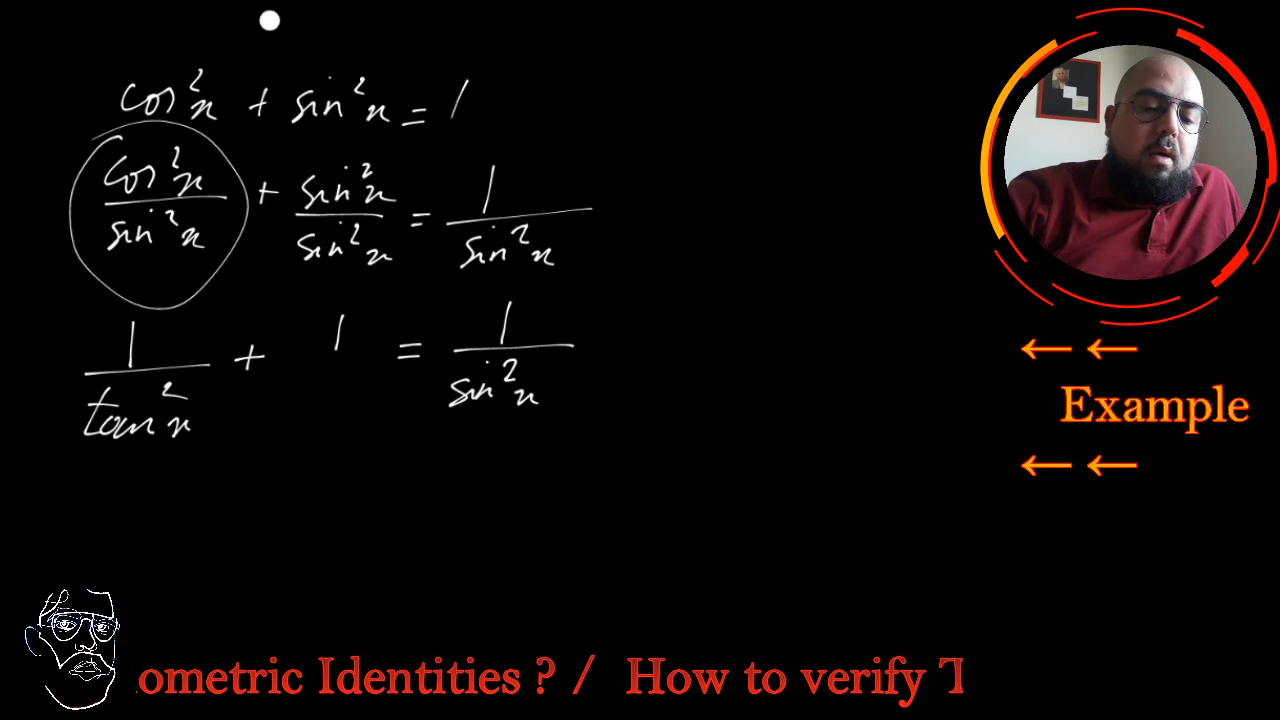 cos²x + sin²x = 1
cos²x/sin²x + sin²x/sin²x = 1/sin²x
1/tan²x + 1 = 1/sin²x
← ←
Example
← ←
ometric Identities ? / How to verify T